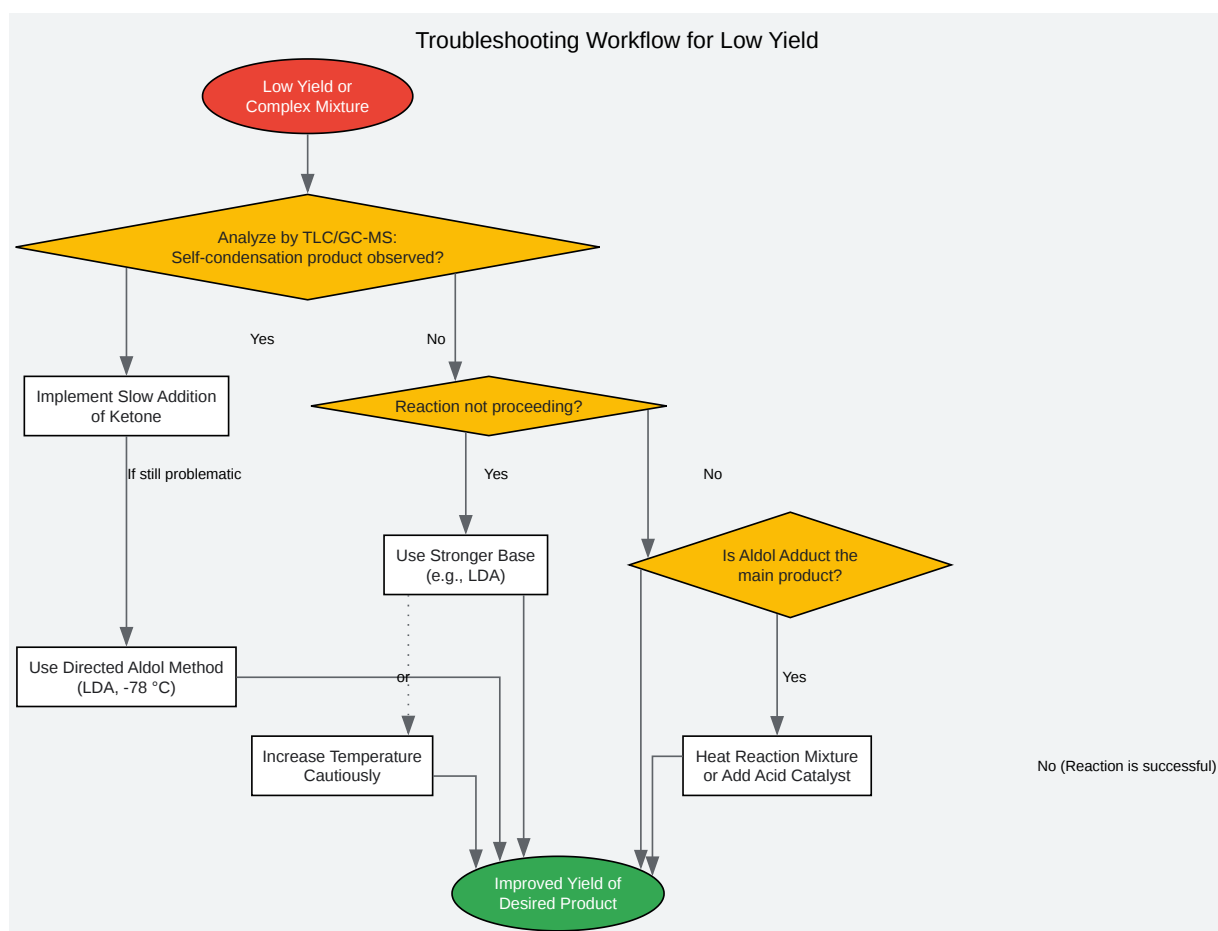 Troubleshooting Workflow for Low Yield
Low Yield or
Complex Mixture
Analyze by TLC/GC-MS:
Self-condensation product observed?
Yes
No
Implement Slow Addition
of Ketone
Reaction not proceeding?
If still problematic
Yes
No
Use Stronger Base
(e.g., LDA)
Is Aldol Adduct the
main product?
Use Directed Aldol Method
(LDA, -78 °C)
or
Yes
Increase Temperature
Cautiously
Heat Reaction Mixture
or Add Acid Catalyst
No (Reaction is successful)
Improved Yield of
Desired Product